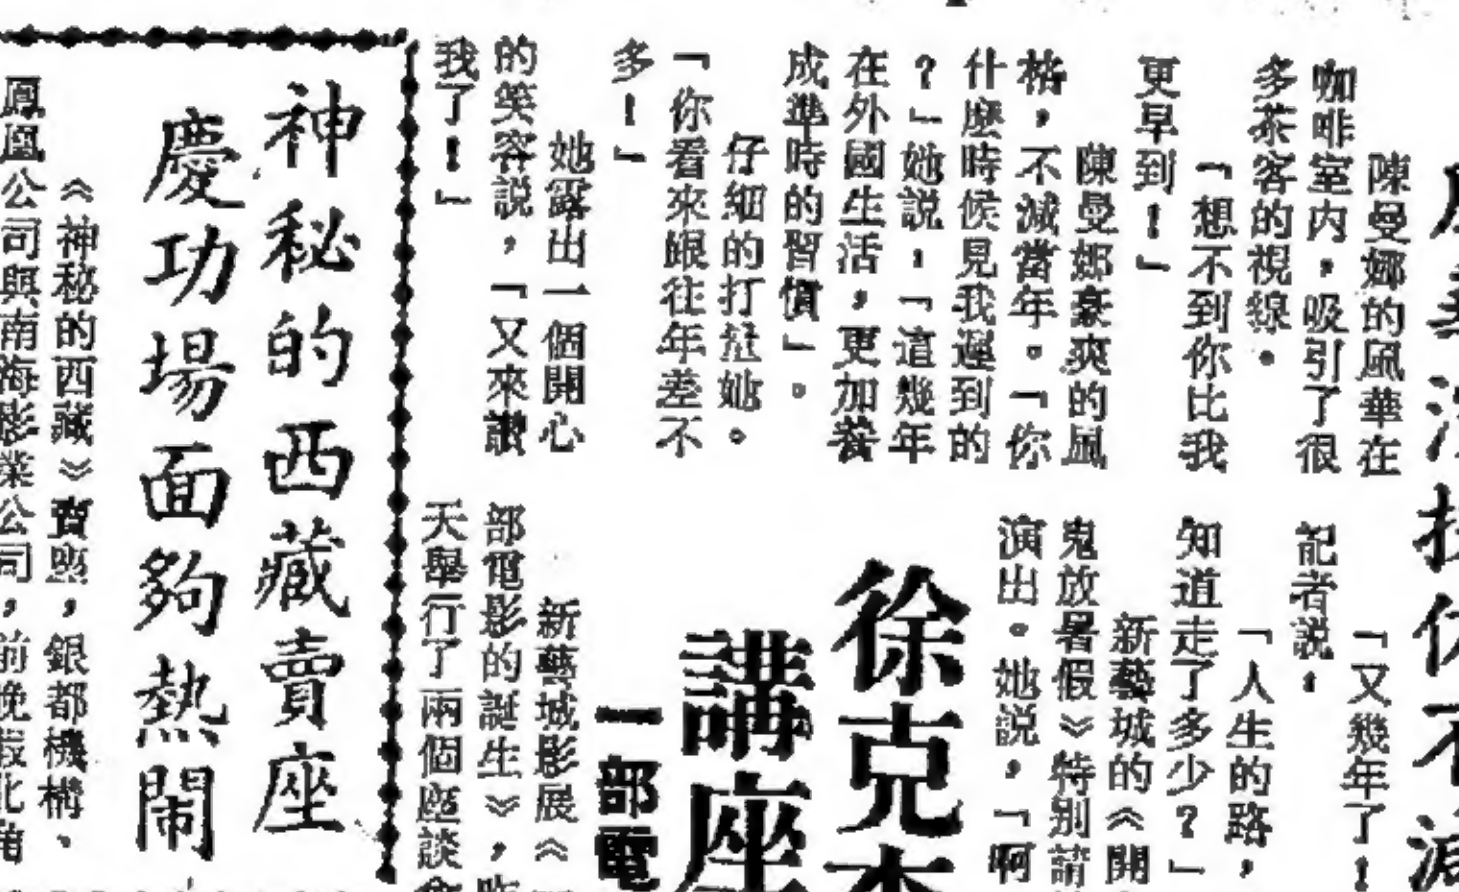 陳曼娜的風華在
咖啡室內，吸引了很
多茶客的視線。
「想不到你比我
更早到！」
陳曼娜豪爽的風
格，不減當年。「你
什麼時候見我遲到的
？」她説，「這幾年
在外國生活，更加養
成準時的習慣」。
仔細的打量她。
「你看來跟往年差不
多！」
她露出一個開心
的笑容説，「又來讚
我了！」
「又幾年了！
記者説，
「人生的路，
知道走了多少？」
新藝城的《開
鬼放暑假》特別請
演出。她説，「啊
徐克
講座
一部電
新藝城影展《
部電影的誕生》，昨
天舉行了兩個座談會
神秘的西藏賣座
慶功場面夠熱鬧
《神秘的西藏》賣座，銀都機構、
鳳凰公司與南海影業公司，前晚假北角